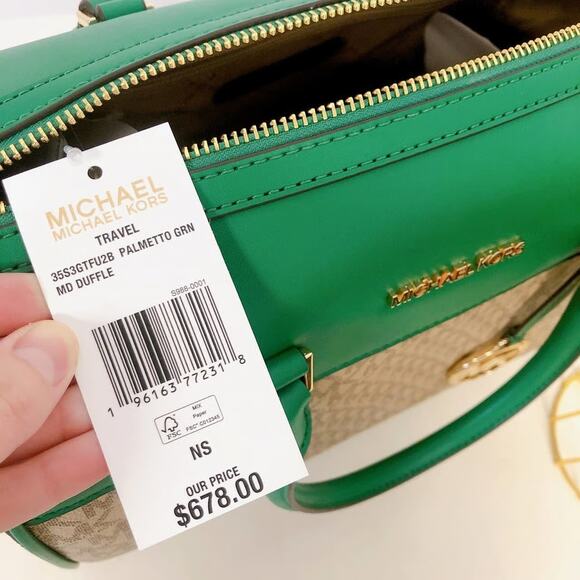 MICHAEL
MICHAEL KORS
TRAVEL
35S3GTFU2B PALMETTO GRN
MD DUFFLE
S988-0001
1 96163 77231 8
FSC
MIX
Paper
FSC® C012345
NS
OUR PRICE
$678.00
MICHAEL KORS